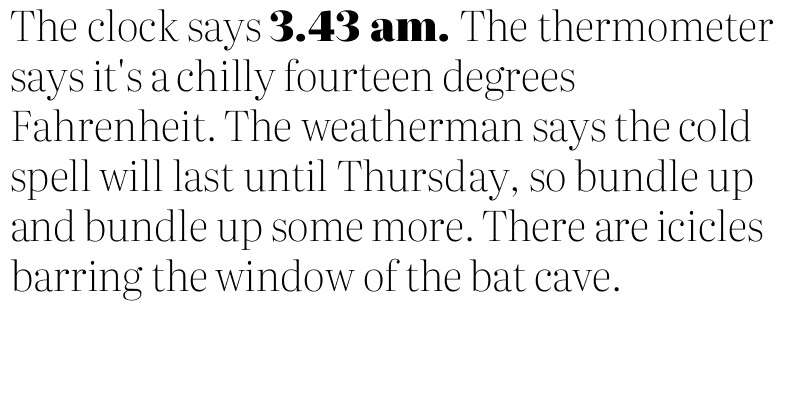 The clock says 3.43 am. The thermometer
says it's a chilly fourteen degrees
Fahrenheit. The weatherman says the cold
spell will last until Thursday, so bundle up
and bundle up some more. There are icicles
barring the window of the bat cave.